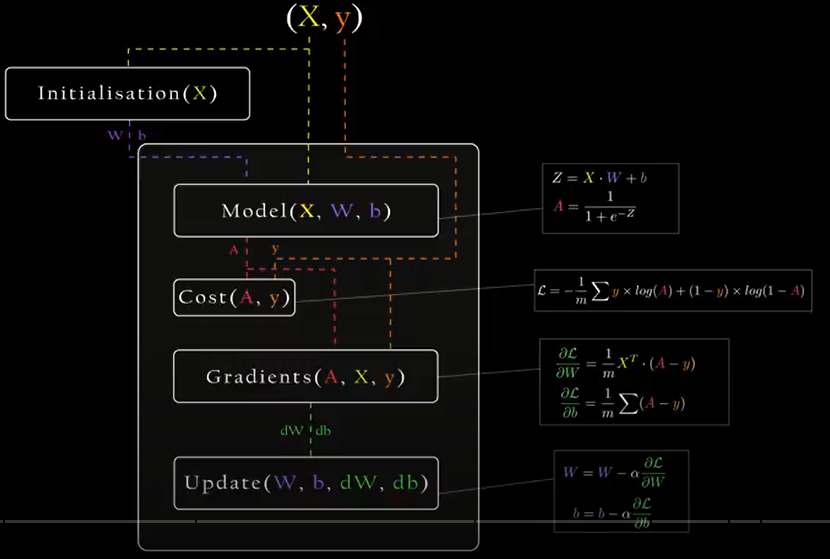 (X, y)
Initialisation(X)
W b
Model(X, W, b)
Z = X · W + b
A = 1 / (1 + e^{-Z})
A y
Cost(A, y)
ℒ = -1/m ∑ y × log(A) + (1 - y) × log(1 - A)
Gradients(A, X, y)
∂ℒ/∂W = 1/m X^T · (A - y)
∂ℒ/∂b = 1/m ∑(A - y)
dW db
Update(W, b, dW, db)
W = W - α ∂ℒ/∂W
b = b - α ∂ℒ/∂b